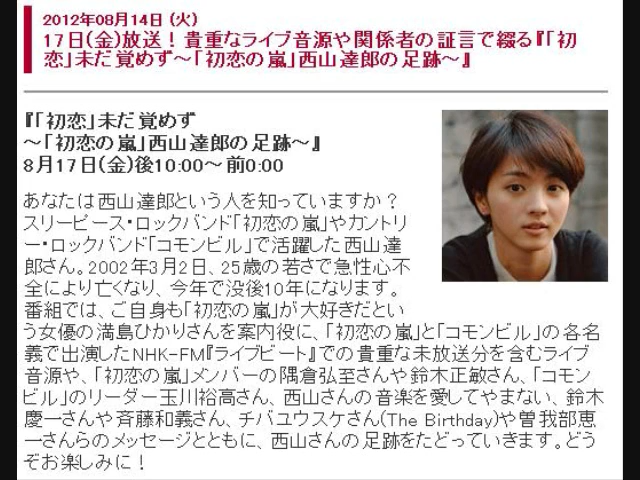 2012年08月14日 (火)
17日(金)放送！貴重なライブ音源や関係者の証言で綴る『「初
恋」未だ覚めず～「初恋の嵐」西山達郎の足跡～』
『「初恋」未だ覚めず
～「初恋の嵐」西山達郎の足跡～』
8月17日(金)後10:00～前0:00
あなたは西山達郎という人を知っていますか？
スリーピース・ロックバンド「初恋の嵐」やカントリ
ー・ロックバンド「コモンビル」で活躍した西山達
郎さん。2002年3月2日、25歳の若さで急性心不
全により亡くなり、今年で没後10年になります。
番組では、ご自身も「初恋の嵐」が大好きだとい
う女優の満島ひかりさんを案内役に、「初恋の嵐」と「コモンビル」の各名
義で出演したNHK-FM『ライブビート』での貴重な未放送分を含むライブ
音源や、「初恋の嵐」メンバーの隅倉弘至さんや鈴木正敏さん、「コモン
ビル」のリーダー玉川裕高さん、西山さんの音楽を愛してやまない、鈴木
慶一さんや斉藤和義さん、チバユウスケさん(The Birthday)や曽我部恵
一さんらのメッセージとともに、西山さんの足跡をたどっていきます。どう
ぞお楽しみに！